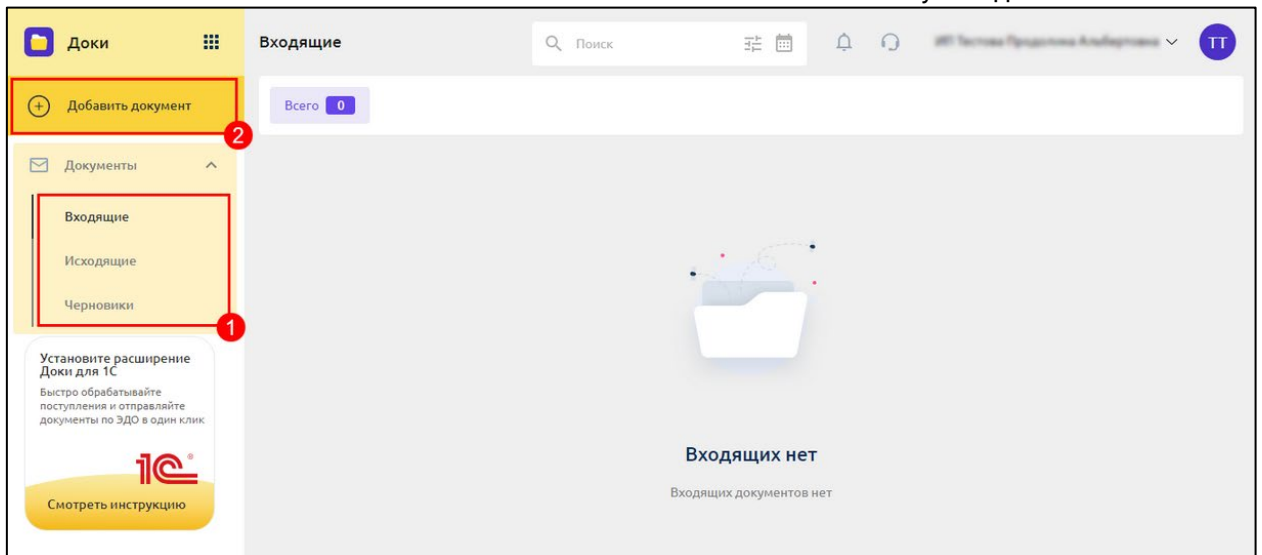 Доки
Входящие
Поиск
ТТ
Добавить документ
2
Всего 0
Документы
Входящие
Исходящие
Черновики
1
Установите расширение
Доки для 1С
Быстро обрабатывайте
поступления и отправляйте
документы по ЭДО в один клик
1С
Смотреть инструкцию
Входящих нет
Входящих документов нет